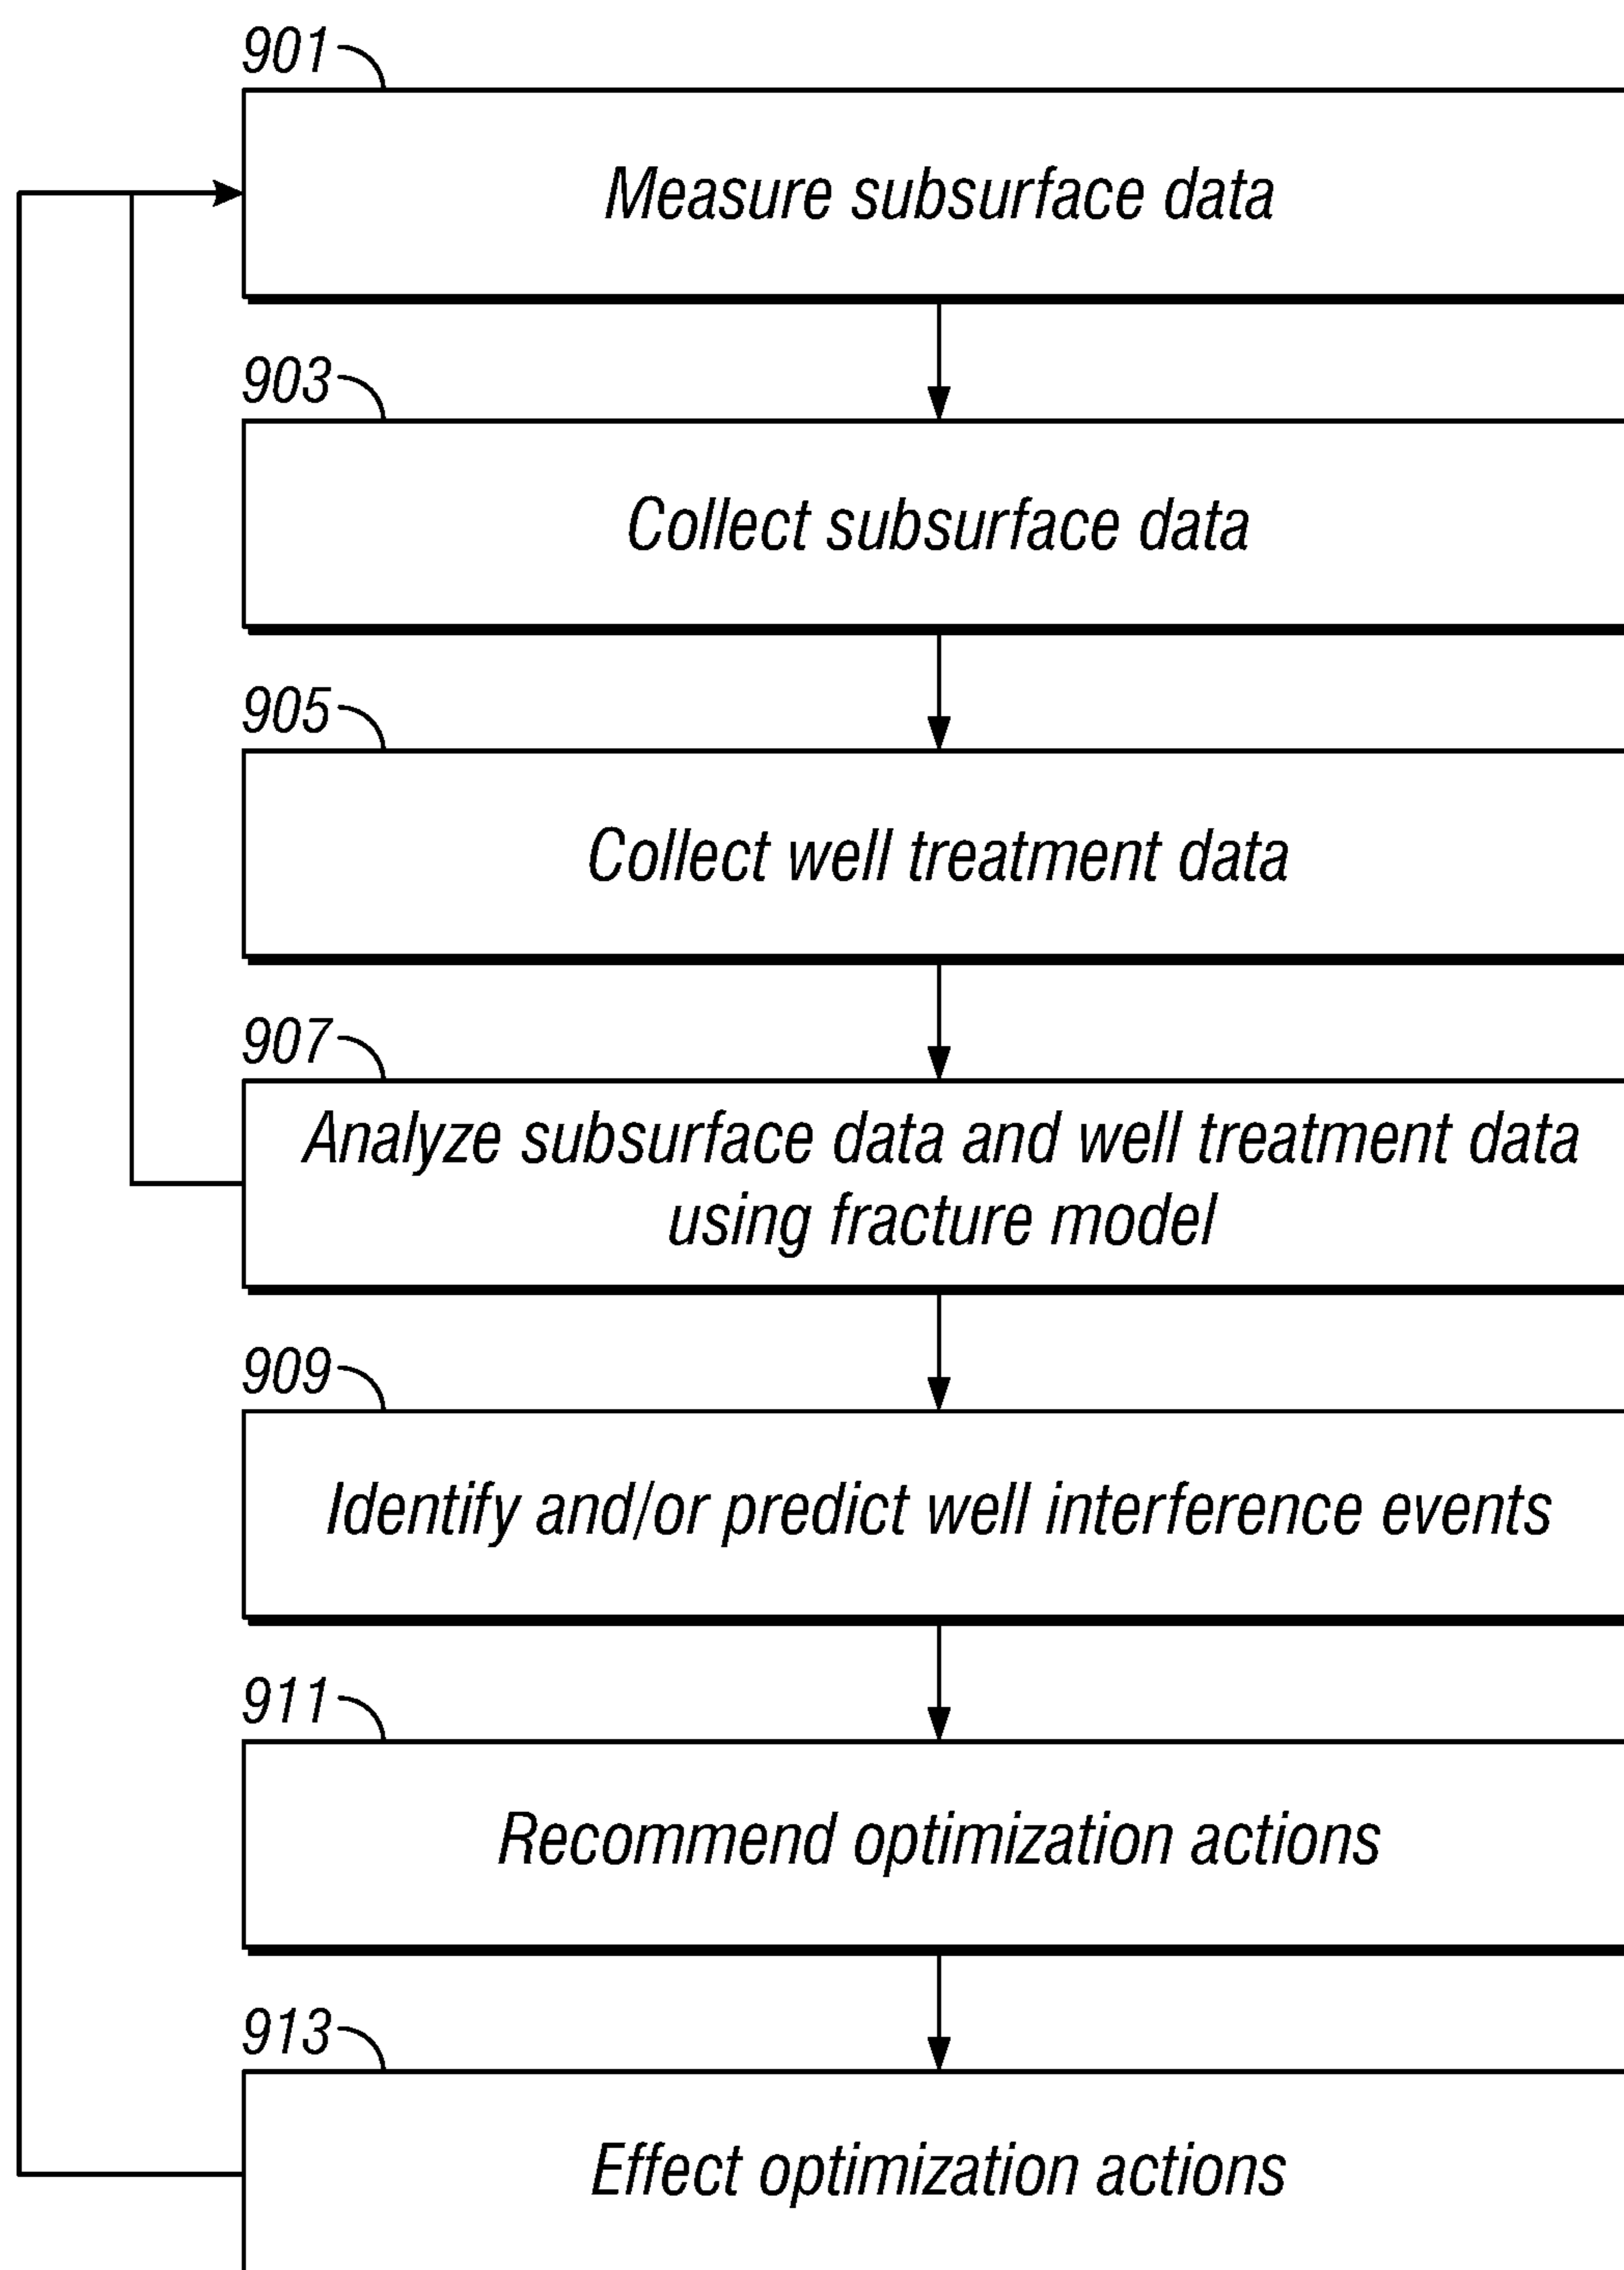 901
Measure subsurface data
903
Collect subsurface data
905
Collect well treatment data
907
Analyze subsurface data and well treatment data
using fracture model
909
Identify and/or predict well interference events
911
Recommend optimization actions
913
Effect optimization actions